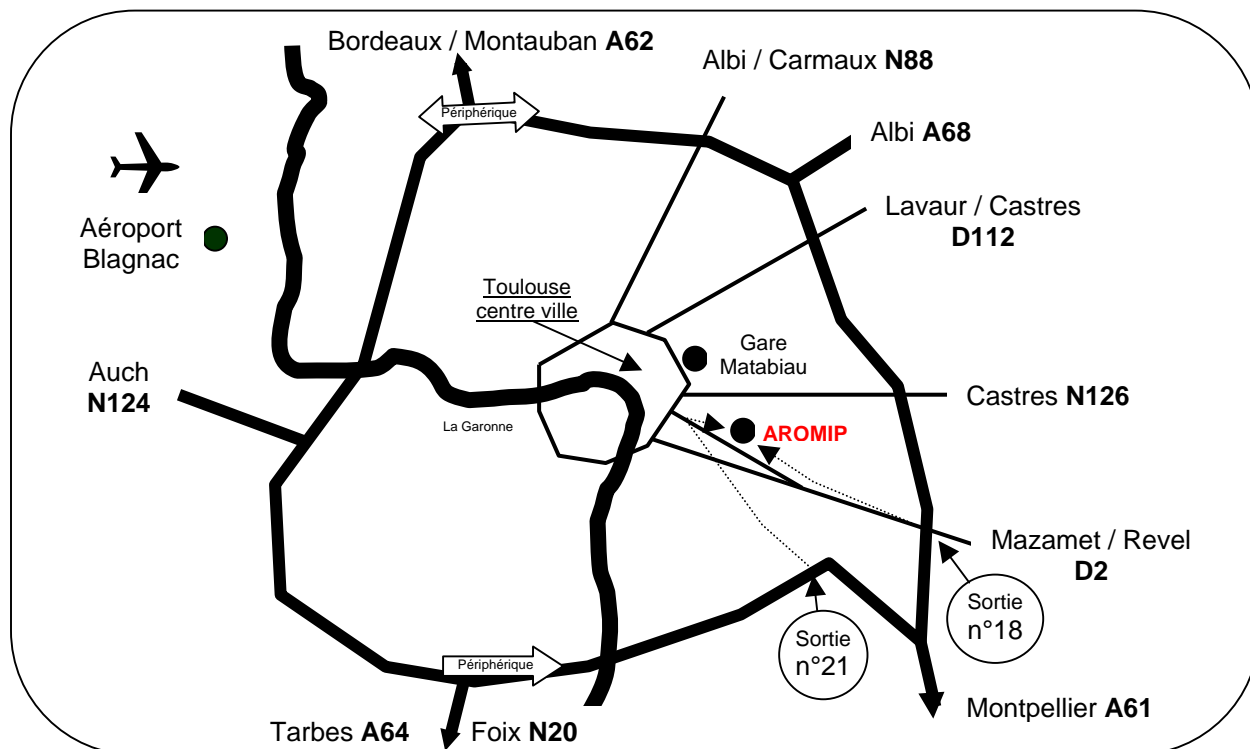 Bordeaux / Montauban A62
Albi / Carmaux N88
Périphérique
Albi A68
Aéroport
Blagnac
Lavaur / Castres
D112
Toulouse
centre ville
Gare
Matabiau
Auch
N124
Castres N126
La Garonne
AROMIP
Mazamet / Revel
D2
Sortie
n°18
Sortie
n°21
Périphérique
Montpellier A61
Tarbes A64
Foix N20